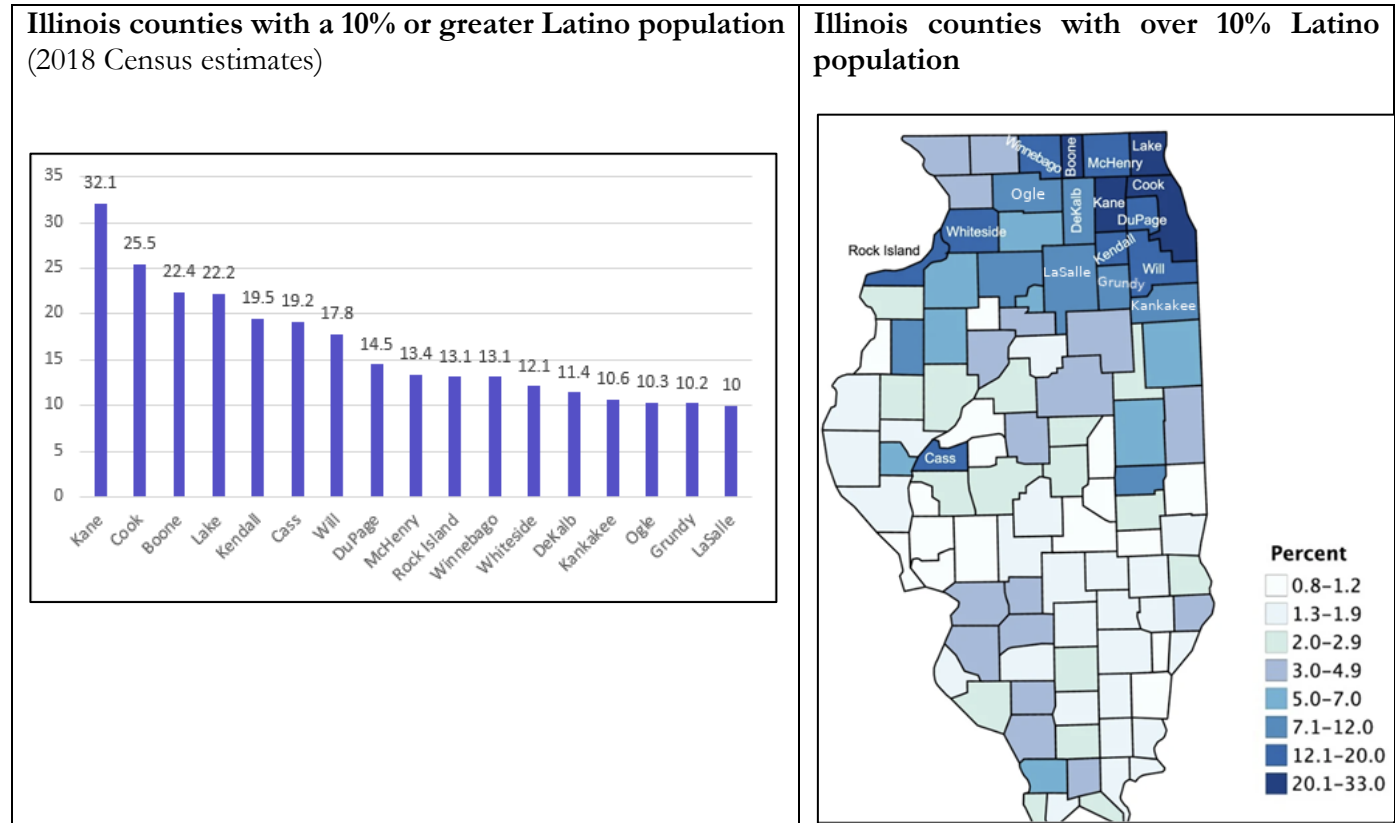 Illinois counties with a 10% or greater Latino population
(2018 Census estimates)
35
30
25
20
15
10
5
0
32.1
25.5
22.4
22.2
19.5
19.2
17.8
14.5
13.4
13.1
13.1
12.1
11.4
10.6
10.3
10.2
10
Kane
Cook
Boone
Lake
Kendall
Cass
Will
DuPage
McHenry
Rock Island
Winnebago
Whiteside
DeKalb
Kankakee
Ogle
Grundy
LaSalle
Illinois counties with over 10% Latino
population
Winnebago
Boone
McHenry
Lake
Ogle
DeKalb
Kane
Cook
DuPage
Whiteside
Rock Island
LaSalle
Kendall
Will
Grundy
Kankakee
Cass
Percent
0.8–1.2
1.3–1.9
2.0–2.9
3.0–4.9
5.0–7.0
7.1–12.0
12.1–20.0
20.1–33.0